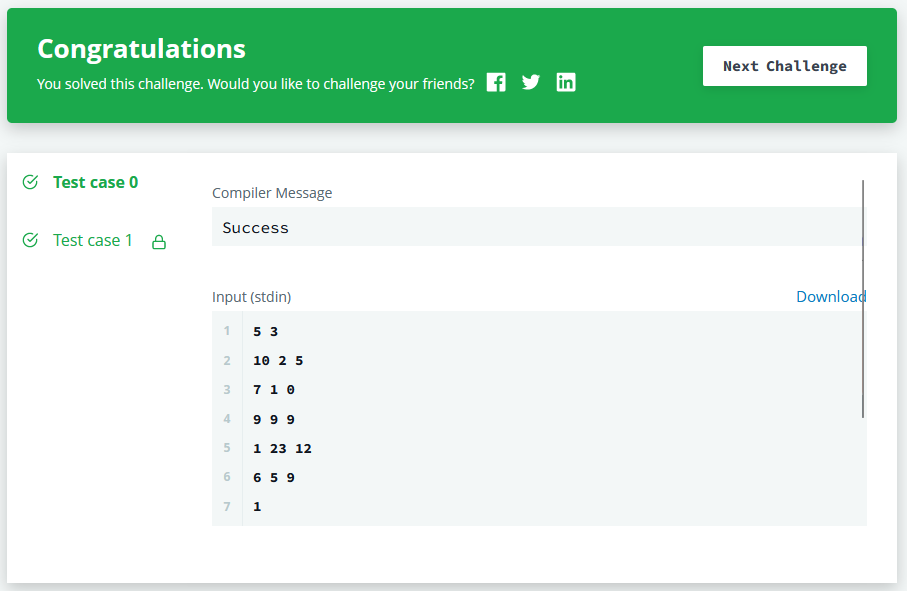 Congratulations
You solved this challenge. Would you like to challenge your friends?
Next Challenge
Test case 0
Test case 1
Compiler Message
Success
Input (stdin)
Download
1 5 3
2 10 2 5
3 7 1 0
4 9 9 9
5 1 23 12
6 6 5 9
7 1